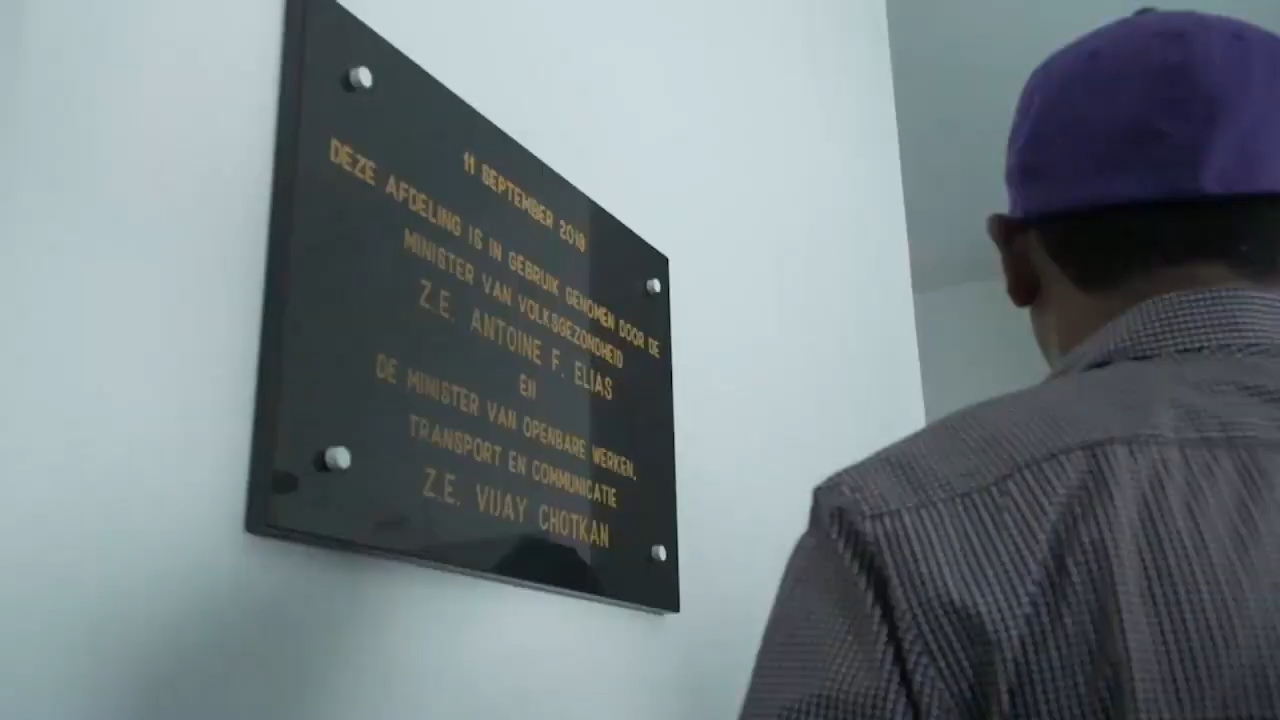 11 SEPTEMBER 2018
DEZE AFDELING IS IN GEBRUIK GENOMEN DOOR DE
MINISTER VAN VOLKSGEZONDHEID
Z.E. ANTOINE F. ELIAS
EN
DE MINISTER VAN OPENBARE WERKEN,
TRANSPORT EN COMMUNICATIE
Z.E. VIJAY CHOTKAN